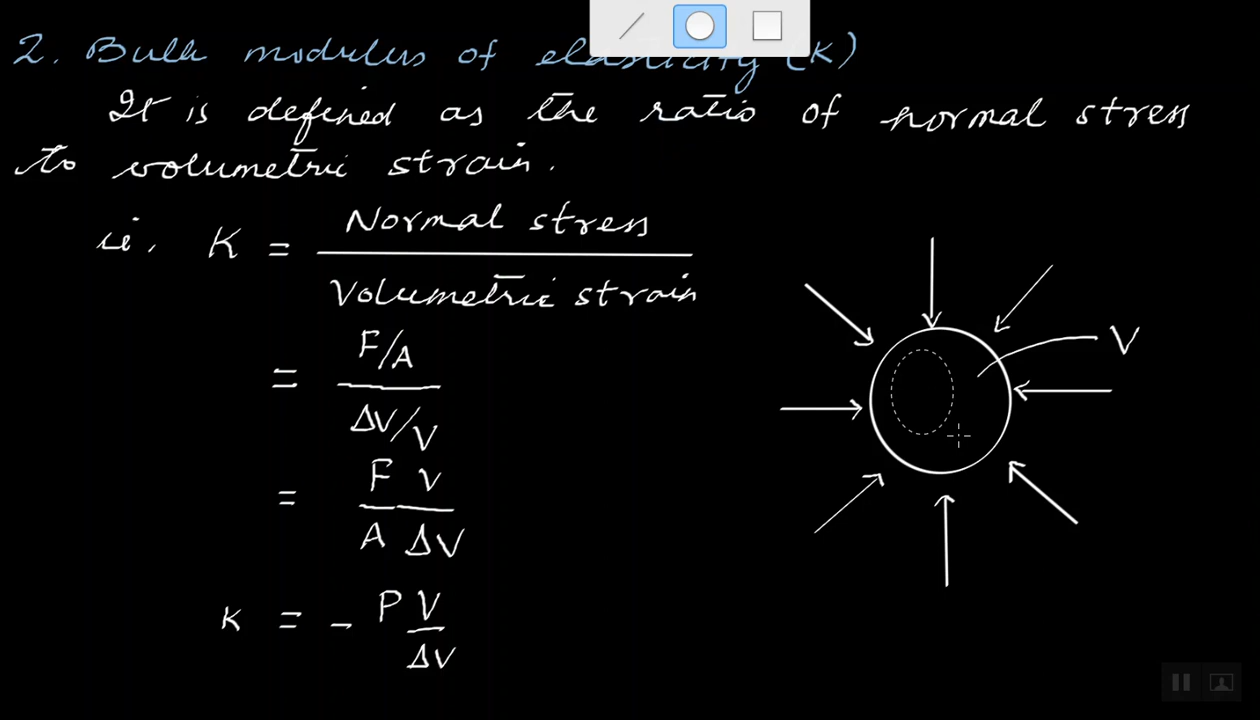 2. Bulk modulus of elasticity (K)
It is defined as the ratio of normal stress
to volumetric strain.
i.e. K = Normal stress / Volumetric strain
= F/A / ΔV/V
= F V / A ΔV
K = - P V / ΔV
V